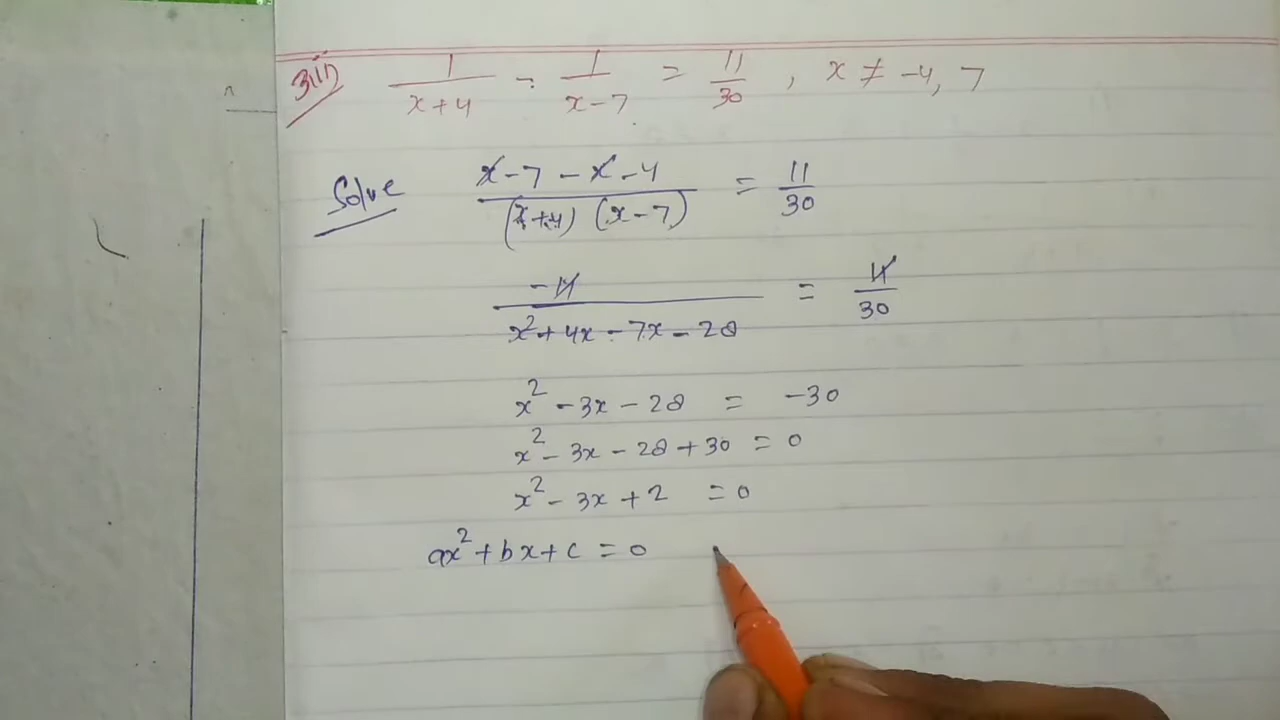 3(ii) 1/(x+4) - 1/(x-7) = 11/30 , x ≠ -4, 7
Solve (x-7-x-4)/((x+4) (x-7)) = 11/30
-11/(x²+4x-7x-28) = 11/30
x²-3x-28 = -30
x²-3x-28+30 = 0
x²-3x+2 = 0
ax²+bx+c = 0